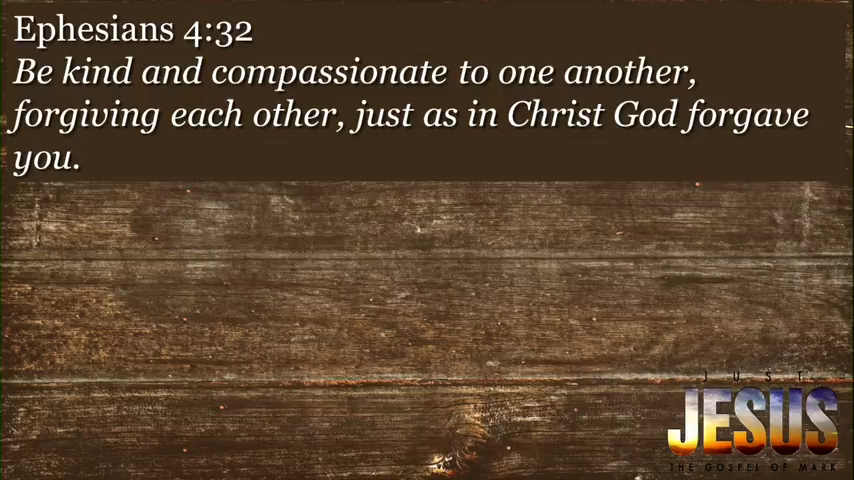 Ephesians 4:32
Be kind and compassionate to one another,
forgiving each other, just as in Christ God forgave
you.
JUST
JESUS
THE GOSPEL OF MARK